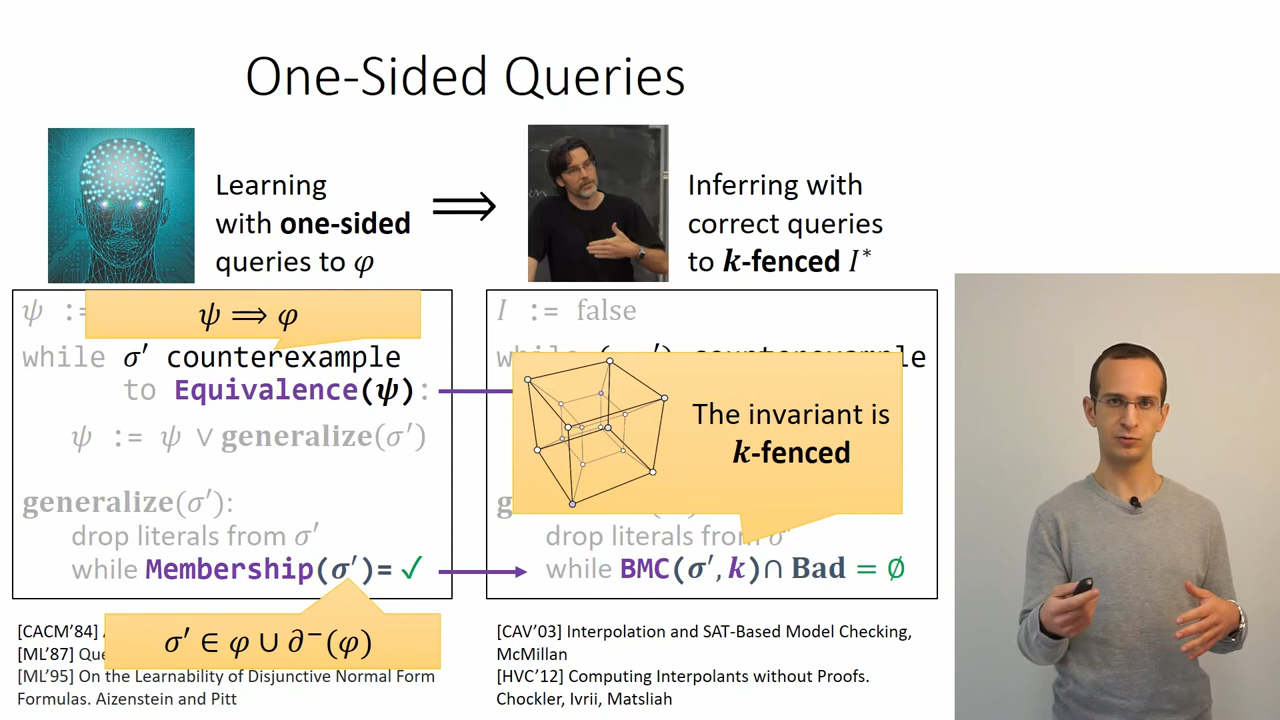 One-Sided Queries
Learning
with one-sided
queries to φ
⟹
Inferring with
correct queries
to k-fenced I*
ψ :=
ψ ⟹ φ
while σ′ counterexample
to Equivalence(ψ):
ψ := ψ ∨ generalize(σ′)
generalize(σ′):
drop literals from σ′
while Membership(σ′)= ✓
σ′ ∈ φ ∪ ∂⁻(φ)
I := false
The invariant is
k-fenced
drop literals from σ′
while BMC(σ′, k)∩ Bad = ∅
[CACM’84]
[ML’87]
[ML’95] On the Learnability of Disjunctive Normal Form
Formulas. Aizenstein and Pitt
[CAV’03] Interpolation and SAT-Based Model Checking,
McMillan
[HVC’12] Computing Interpolants without Proofs.
Chockler, Ivrii, Matsliah